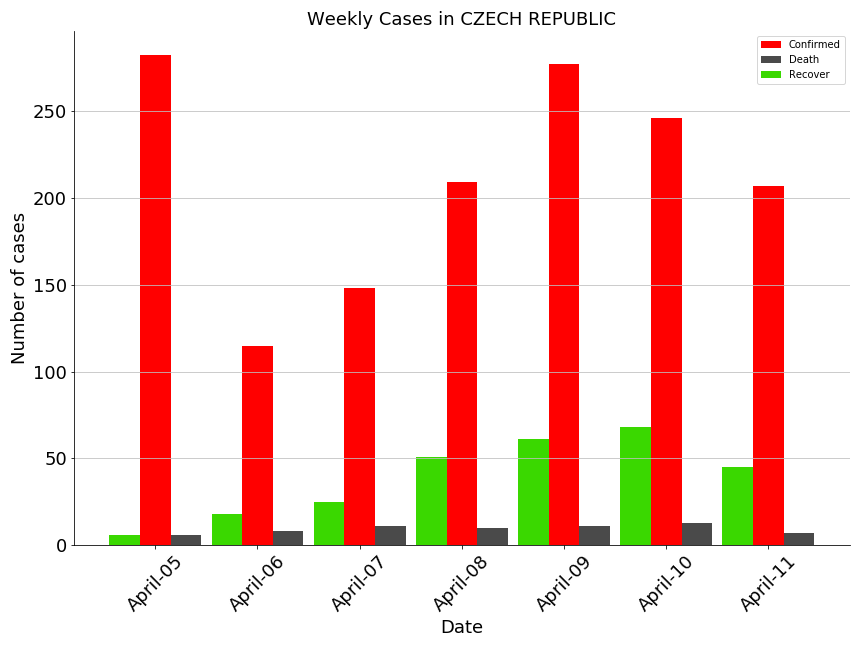 Weekly Cases in CZECH REPUBLIC
Confirmed
Death
Recover
Number of cases
250
200
150
100
50
0
April-05
April-06
April-07
April-08
April-09
April-10
April-11
Date